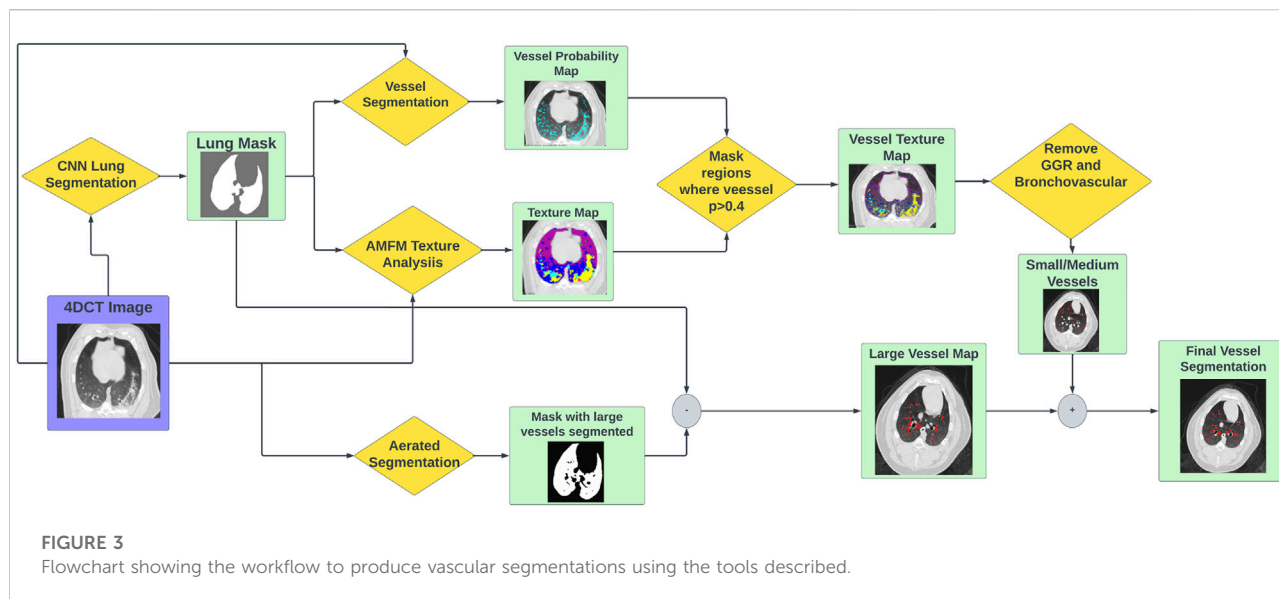 Vessel Probability
Map
Vessel
Segmentation
Lung Mask
CNN Lung
Segmentation
Mask
regions
where veessel
p>0.4
Vessel Texture
Map
Remove
GGR and
Bronchovascular
Texture Map
AMFM Texture
Analysiis
4DCT Image
Small/Medium
Vessels
Large Vessel Map
Final Vessel
Segmentation
-
+
Aerated
Segmentation
Mask with large
vessels segmented
FIGURE 3
Flowchart showing the workflow to produce vascular segmentations using the tools described.